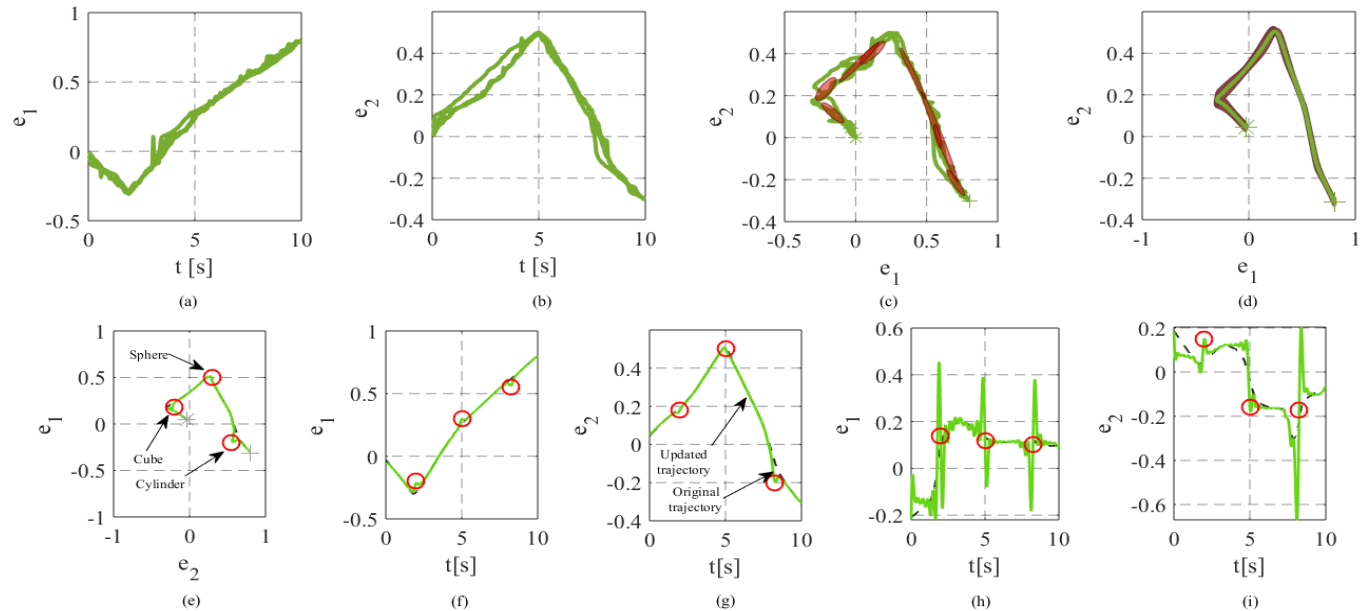 1
0.5
0
-0.5
e1
0
5
10
t [s]
(a)
0.4
0.2
0
-0.2
-0.4
e2
0
5
10
t [s]
(b)
0.4
0.2
0
-0.2
-0.4
e2
-0.5
0
0.5
1
e1
(c)
0.4
0.2
0
-0.2
-0.4
e2
-1
0
1
e1
(d)
1
0.5
0
-0.5
-1
e1
Sphere
Cube
Cylinder
-1
0
1
e2
(e)
1
0.5
0
-0.5
e1
0
5
10
t[s]
(f)
0.6
0.4
0.2
0
-0.2
-0.4
e2
Updated
trajectory
Original
trajectory
0
5
10
t[s]
(g)
0.6
0.4
0.2
0
-0.2
e1
0
5
10
t[s]
(h)
0.2
0
-0.2
-0.4
-0.6
e2
0
5
10
t[s]
(i)